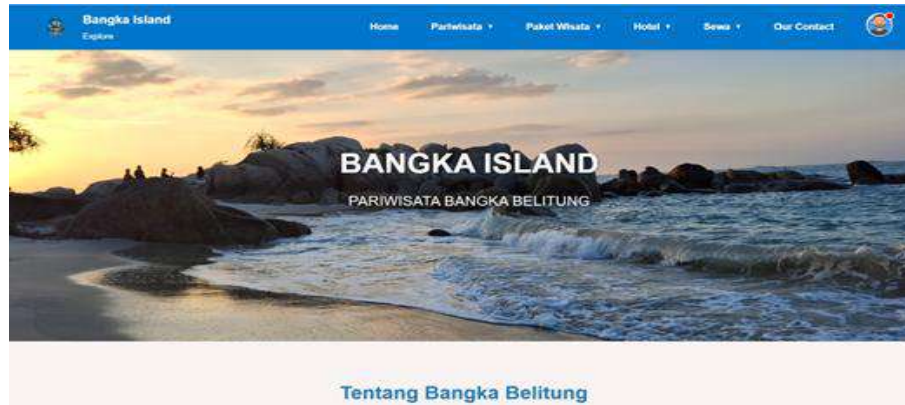 Bangka Island
Explore
Home Pariwisata Paket Wisata Hotel Sewa Our Contact
BANGKA ISLAND
PARIWISATA BANGKA BELITUNG
Tentang Bangka Belitung